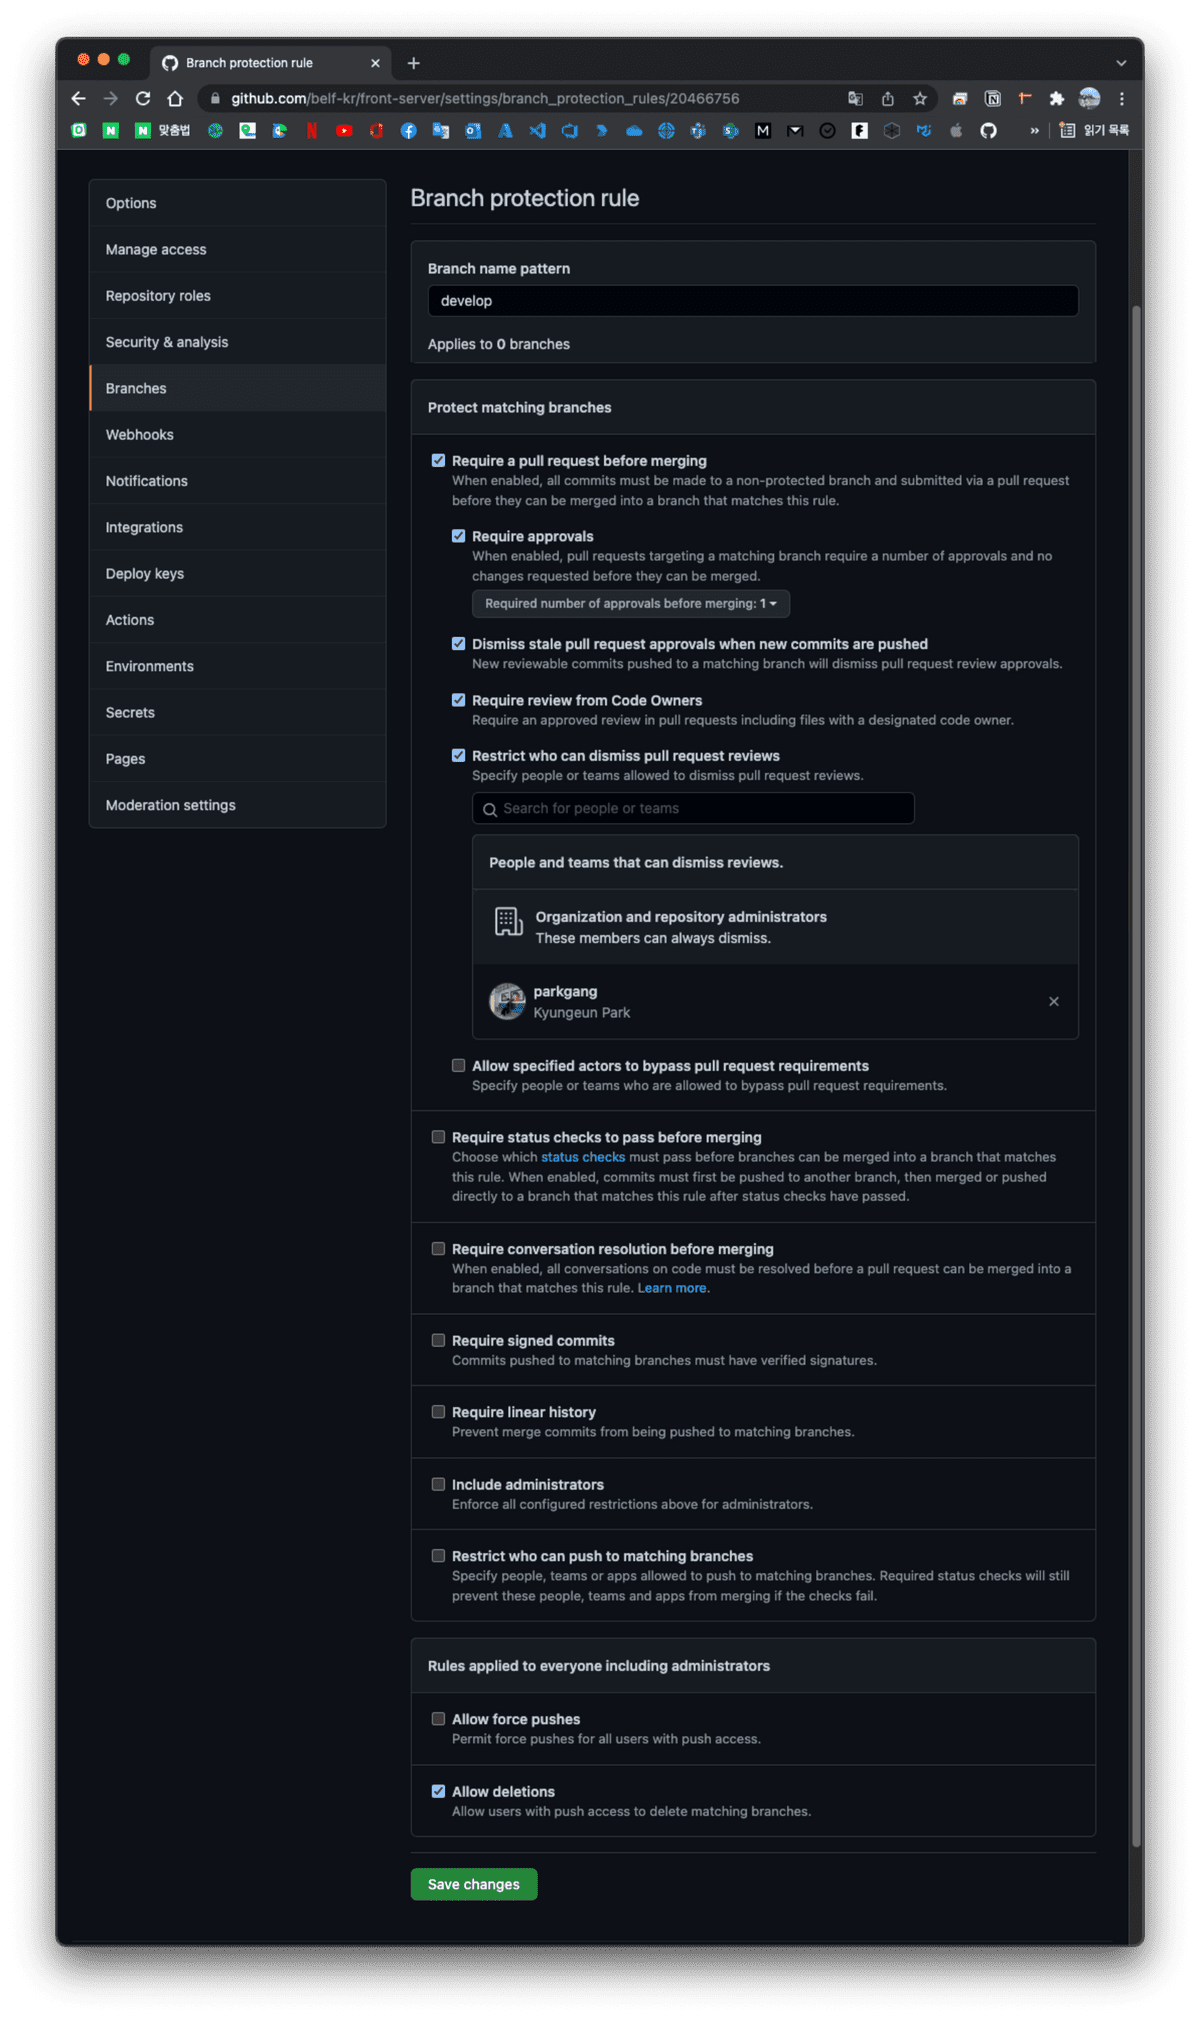 Branch protection rule
github.com/belf-kr/front-server/settings/branch_protection_rules/20466756
맞춤법
읽기 목록
Options
Manage access
Repository roles
Security & analysis
Branches
Webhooks
Notifications
Integrations
Deploy keys
Actions
Environments
Secrets
Pages
Moderation settings
Branch protection rule
Branch name pattern
develop
Applies to 0 branches
Protect matching branches
Require a pull request before merging
When enabled, all commits must be made to a non-protected branch and submitted via a pull request
before they can be merged into a branch that matches this rule.
Require approvals
When enabled, pull requests targeting a matching branch require a number of approvals and no
changes requested before they can be merged.
Required number of approvals before merging: 1
Dismiss stale pull request approvals when new commits are pushed
New reviewable commits pushed to a matching branch will dismiss pull request review approvals.
Require review from Code Owners
Require an approved review in pull requests including files with a designated code owner.
Restrict who can dismiss pull request reviews
Specify people or teams allowed to dismiss pull request reviews.
Search for people or teams
People and teams that can dismiss reviews.
Organization and repository administrators
These members can always dismiss.
parkgang
Kyungeun Park
Allow specified actors to bypass pull request requirements
Specify people or teams who are allowed to bypass pull request requirements.
Require status checks to pass before merging
Choose which status checks must pass before branches can be merged into a branch that matches
this rule. When enabled, commits must first be pushed to another branch, then merged or pushed
directly to a branch that matches this rule after status checks have passed.
Require conversation resolution before merging
When enabled, all conversations on code must be resolved before a pull request can be merged into a
branch that matches this rule. Learn more.
Require signed commits
Commits pushed to matching branches must have verified signatures.
Require linear history
Prevent merge commits from being pushed to matching branches.
Include administrators
Enforce all configured restrictions above for administrators.
Restrict who can push to matching branches
Specify people, teams or apps allowed to push to matching branches. Required status checks will still
prevent these people, teams and apps from merging if the checks fail.
Rules applied to everyone including administrators
Allow force pushes
Permit force pushes for all users with push access.
Allow deletions
Allow users with push access to delete matching branches.
Save changes